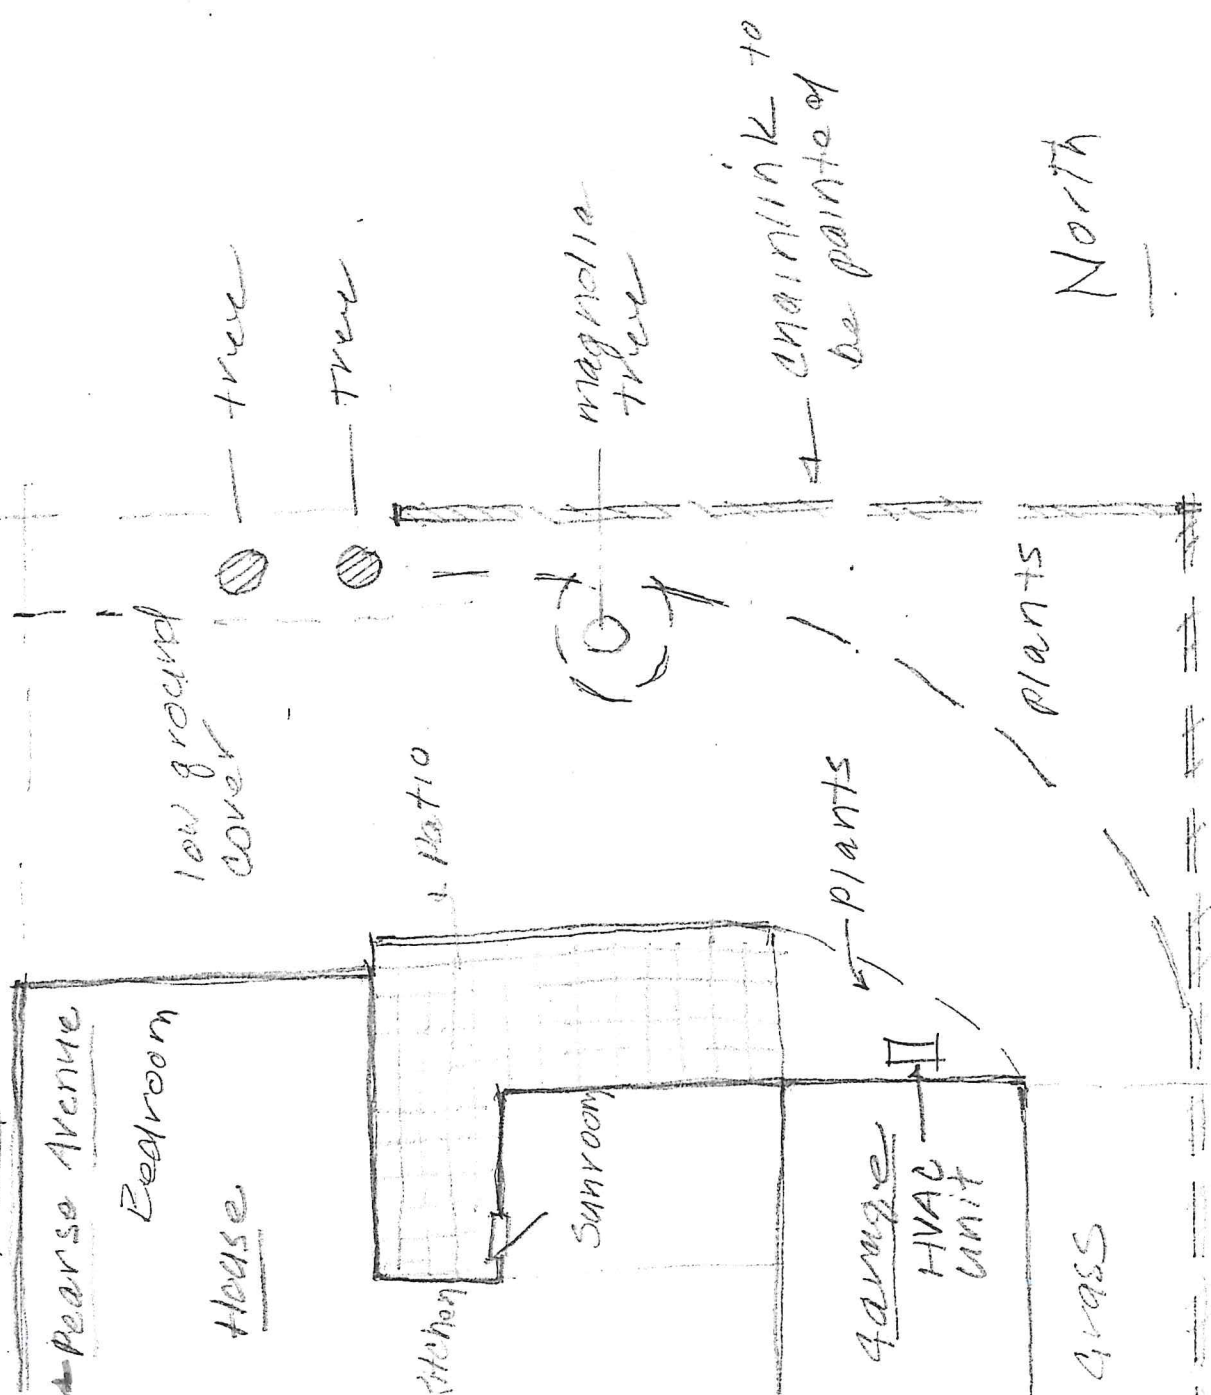 tree
tree
magnolia
tree
chainlink to
be painted
North
low ground
cover
Patio
plants
plants
Pearse Avenue
Bedroom
House
Kitchen
Sunroom
garage
HVAC
unit
Grass